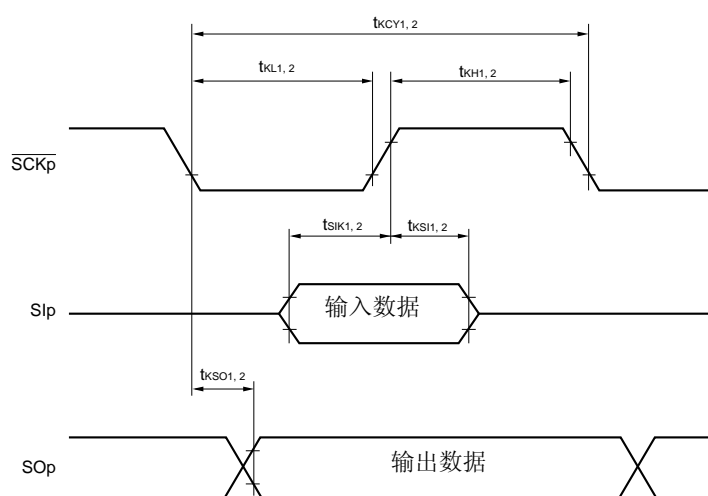 tKCY1, 2
tKL1, 2
tKH1, 2
SCKp
tSIK1, 2
tKSI1, 2
SIp
输入数据
tKSO1, 2
SOp
输出数据